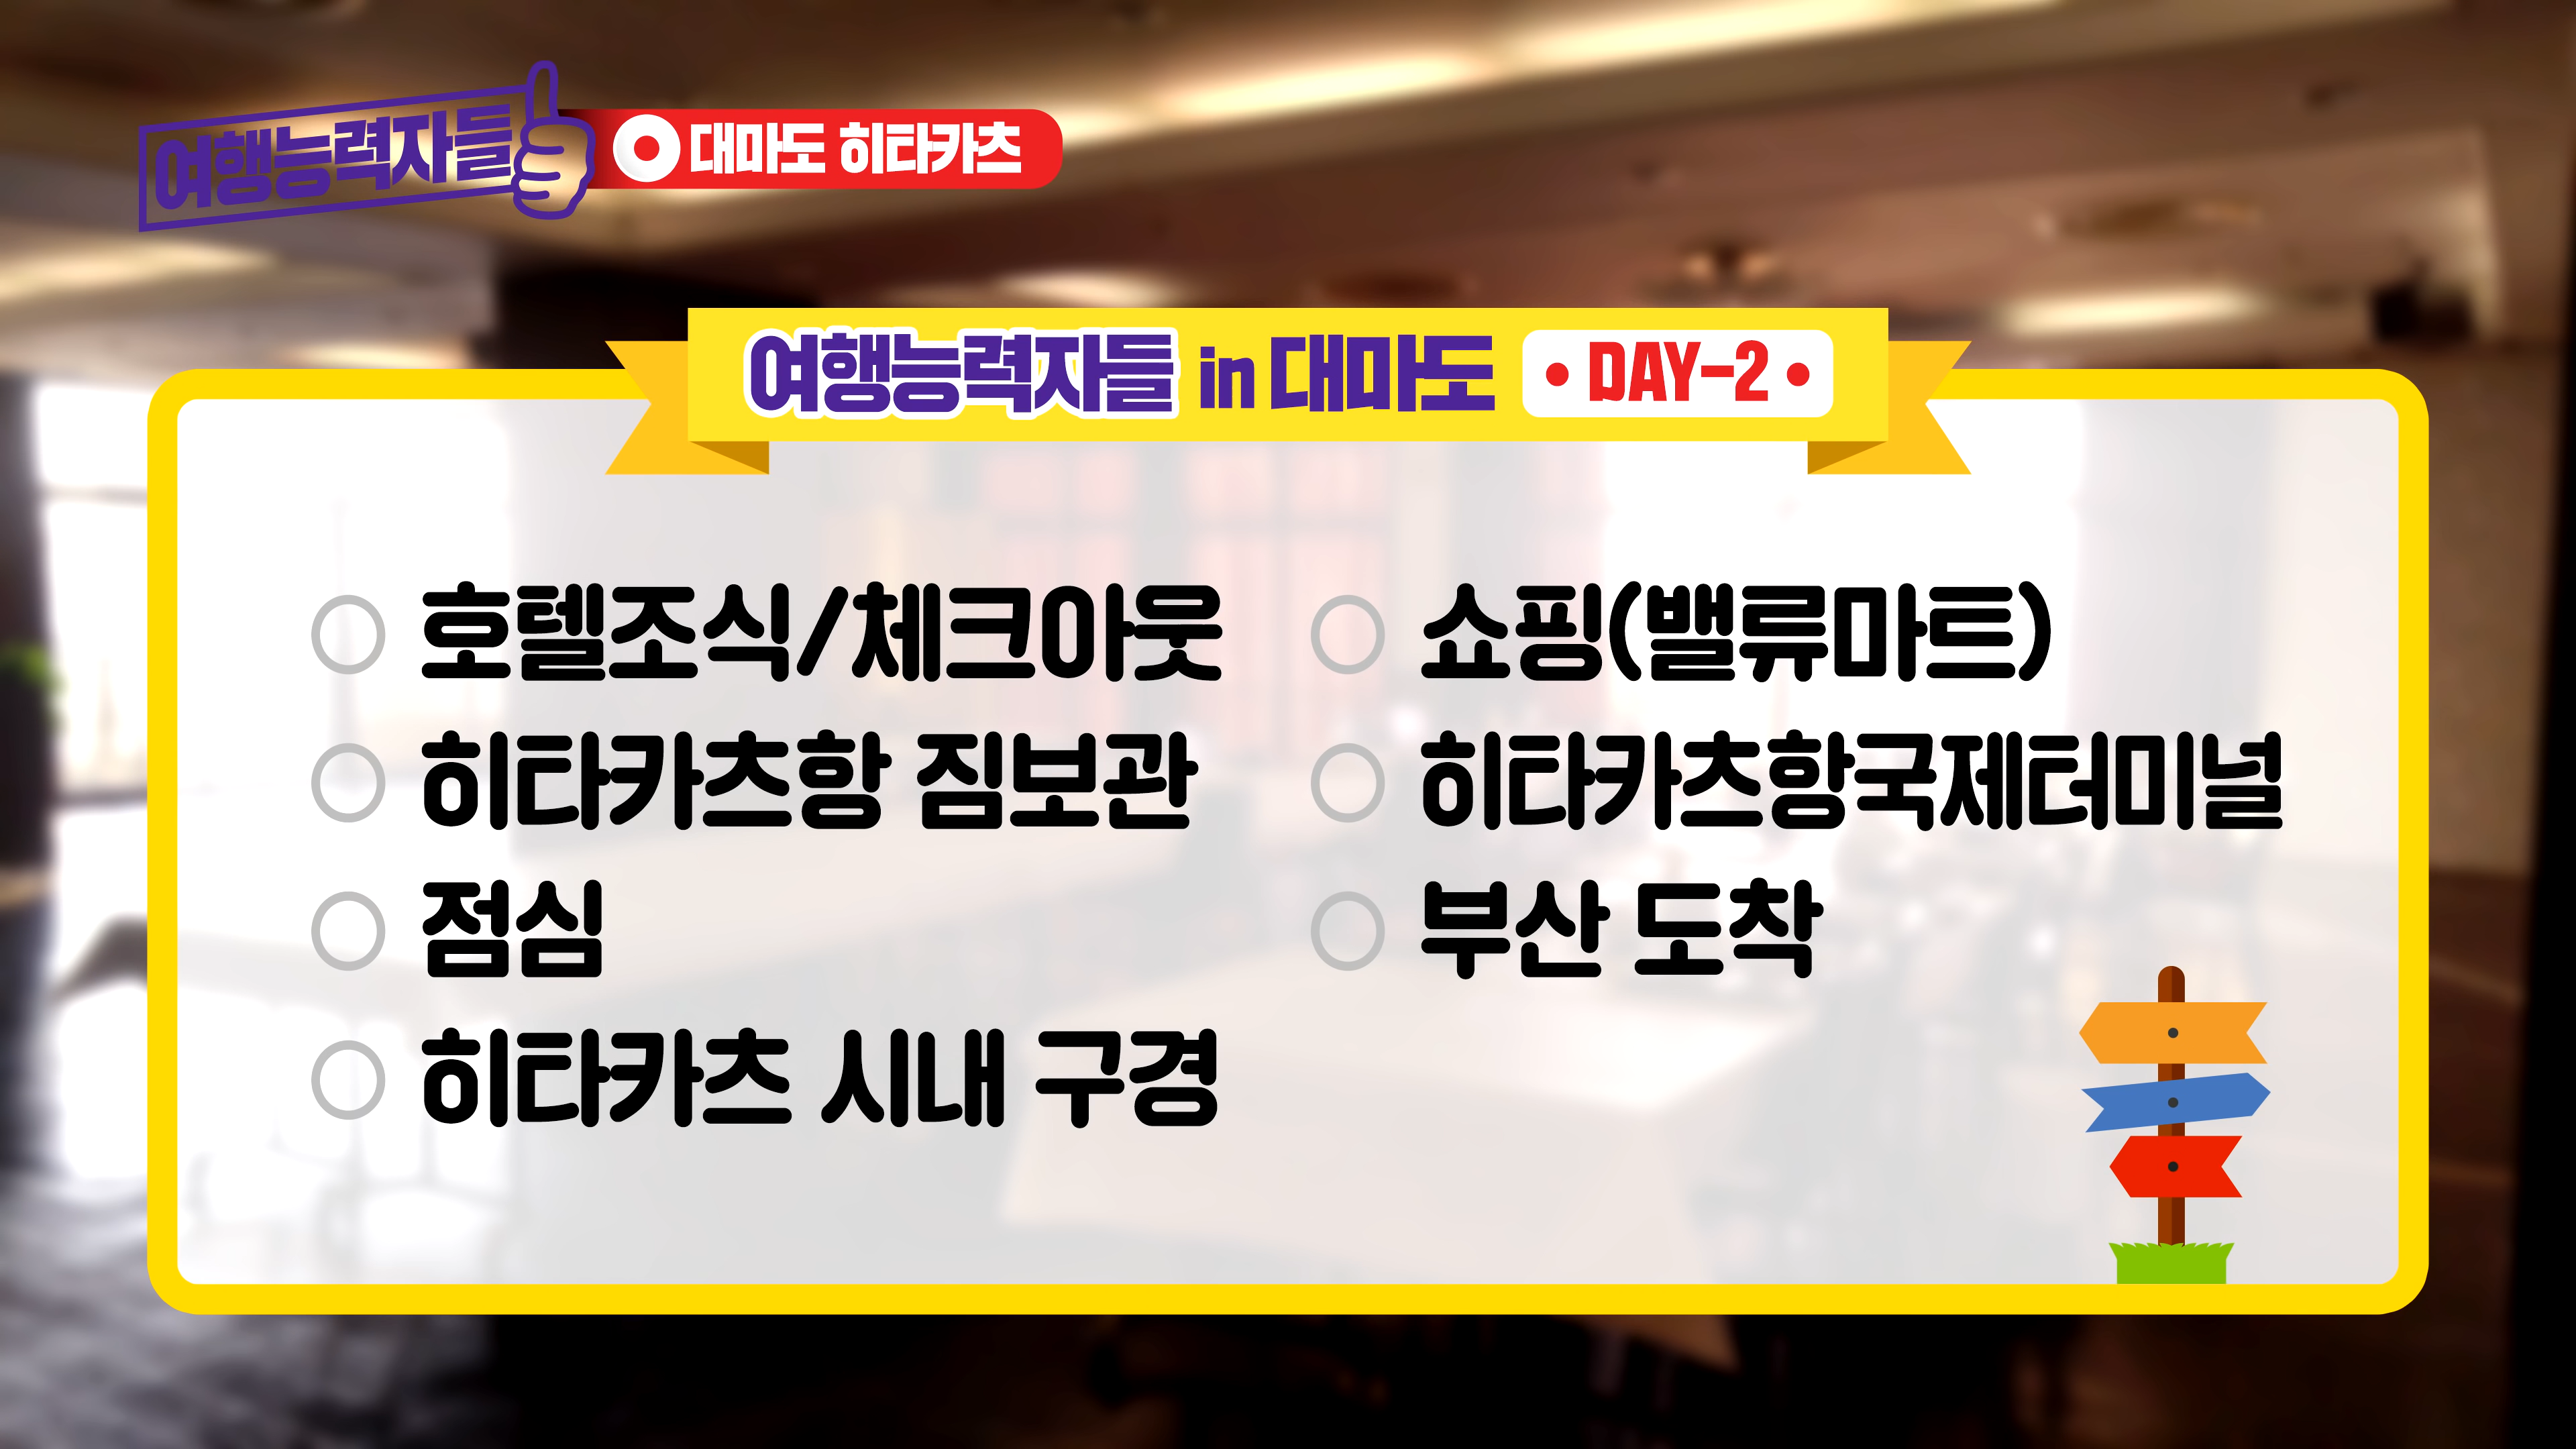 여행능력자들
대마도 히타카츠
여행능력자들 in 대마도 • DAY-2 •
호텔조식/체크아웃
히타카츠항 짐보관
점심
히타카츠 시내 구경
쇼핑(밸류마트)
히타카츠항국제터미널
부산 도착